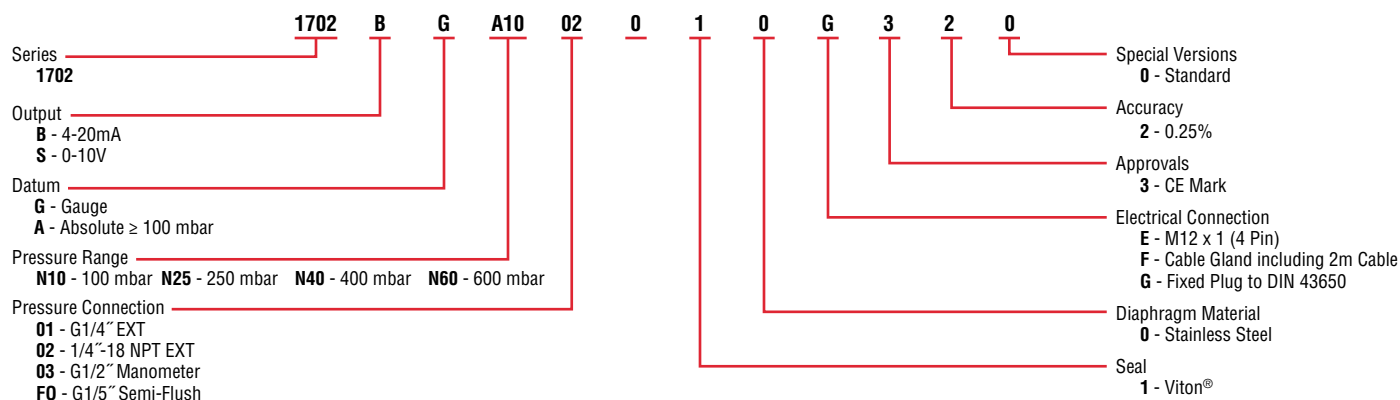 1702 B G A10 02 0 1 0 G 3 2 0
Series
1702
Output
B - 4-20mA
S - 0-10V
Datum
G - Gauge
A - Absolute ≥ 100 mbar
Pressure Range
N10 - 100 mbar N25 - 250 mbar N40 - 400 mbar N60 - 600 mbar
Pressure Connection
01 - G1/4˝ EXT
02 - 1/4˝-18 NPT EXT
03 - G1/2˝ Manometer
F0 - G1/5˝ Semi-Flush
Special Versions
0 - Standard
Accuracy
2 - 0.25%
Approvals
3 - CE Mark
Electrical Connection
E - M12 x 1 (4 Pin)
F - Cable Gland including 2m Cable
G - Fixed Plug to DIN 43650
Diaphragm Material
0 - Stainless Steel
Seal
1 - Viton®